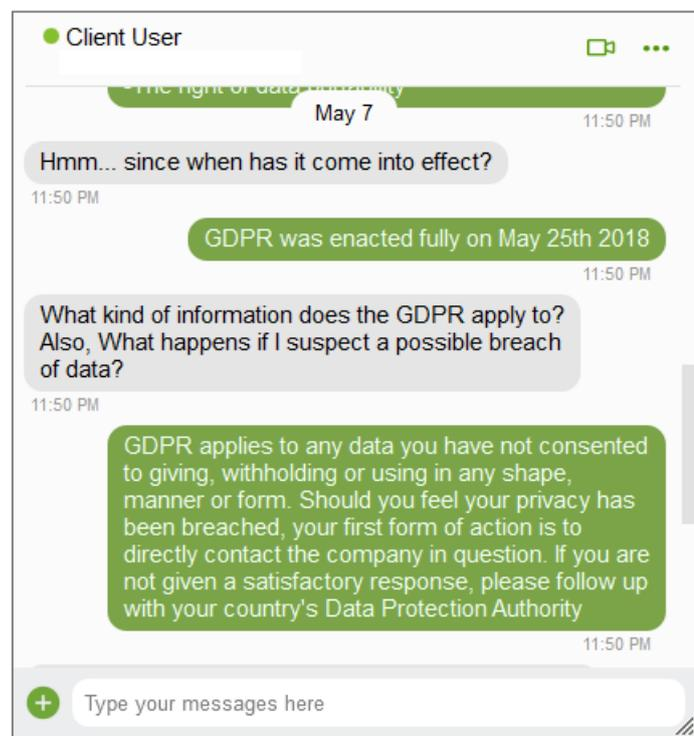 Client User
-The right of data portability
May 7
11:50 PM
Hmm... since when has it come into effect?
11:50 PM
GDPR was enacted fully on May 25th 2018
11:50 PM
What kind of information does the GDPR apply to?
Also, What happens if I suspect a possible breach
of data?
11:50 PM
GDPR applies to any data you have not consented
to giving, withholding or using in any shape,
manner or form. Should you feel your privacy has
been breached, your first form of action is to
directly contact the company in question. If you are
not given a satisfactory response, please follow up
with your country's Data Protection Authority
11:50 PM
Type your messages here